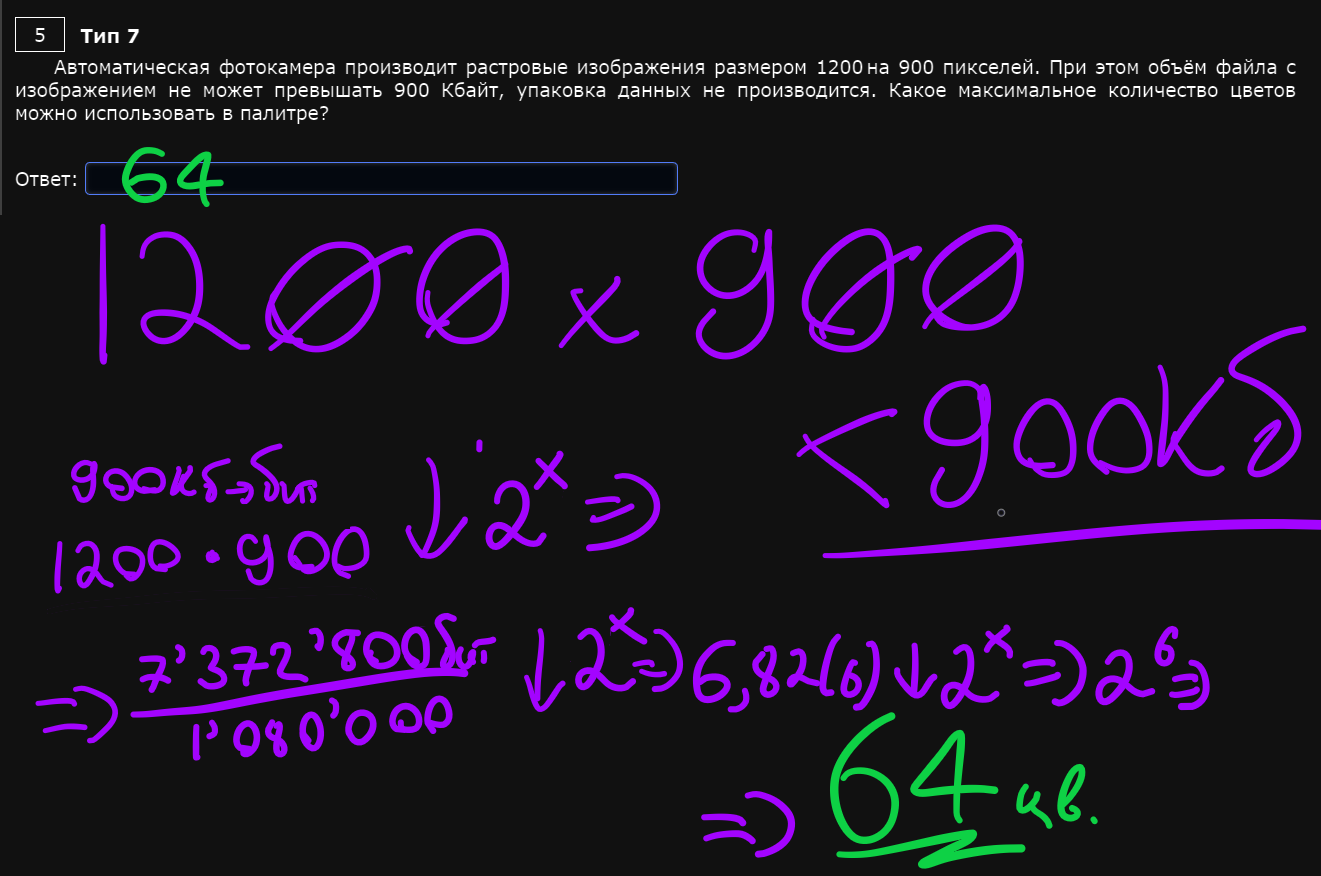 5 Тип 7
Автоматическая фотокамера производит растровые изображения размером 1200 на 900 пикселей. При этом объём файла с
изображением не может превышать 900 Кбайт, упаковка данных не производится. Какое максимальное количество цветов
можно использовать в палитре?
Ответ: 64
1200 x 900
< 900Кб
900Кб → бит
1200 · 900 ↓ 2^x ⇒
⇒ 7'372'800бит / 1'080'000 ↓ 2^x ⇒ 6,82(6) ↓ 2^x ⇒ 2^6 ⇒
⇒ 64 цв.